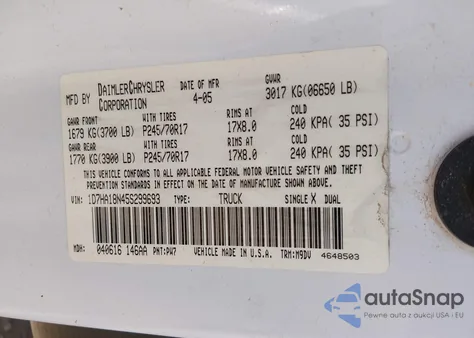 MFD BY DAIMLERCHRYSLER CORPORATION DATE OF MFR 4-05 GVWR 3017 KG(06650 LB)
GAWR FRONT WITH TIRES RIMS AT COLD
1679 KG(3700 LB) P245/70R17 17X8.0 240 KPA( 35 PSI)
GAWR REAR WITH TIRES RIMS AT COLD
1770 KG(3900 LB) P245/70R17 17X8.0 240 KPA( 35 PSI)
THIS VEHICLE CONFORMS TO ALL APPLICABLE FEDERAL MOTOR VEHICLE SAFETY, BUMPER, AND THEFT
PREVENTION STANDARDS IN EFFECT ON THE DATE OF MANUFACTURE SHOWN ABOVE.
VIN: 1D7HA18N45S299693 TYPE: TRUCK SINGLE X DUAL
MDH: 040616 146AA PNT: PW7 VEHICLE MADE IN U.S.A. TRM: M9DV 4648503
autoSnap
Pewne auto z USA i EU